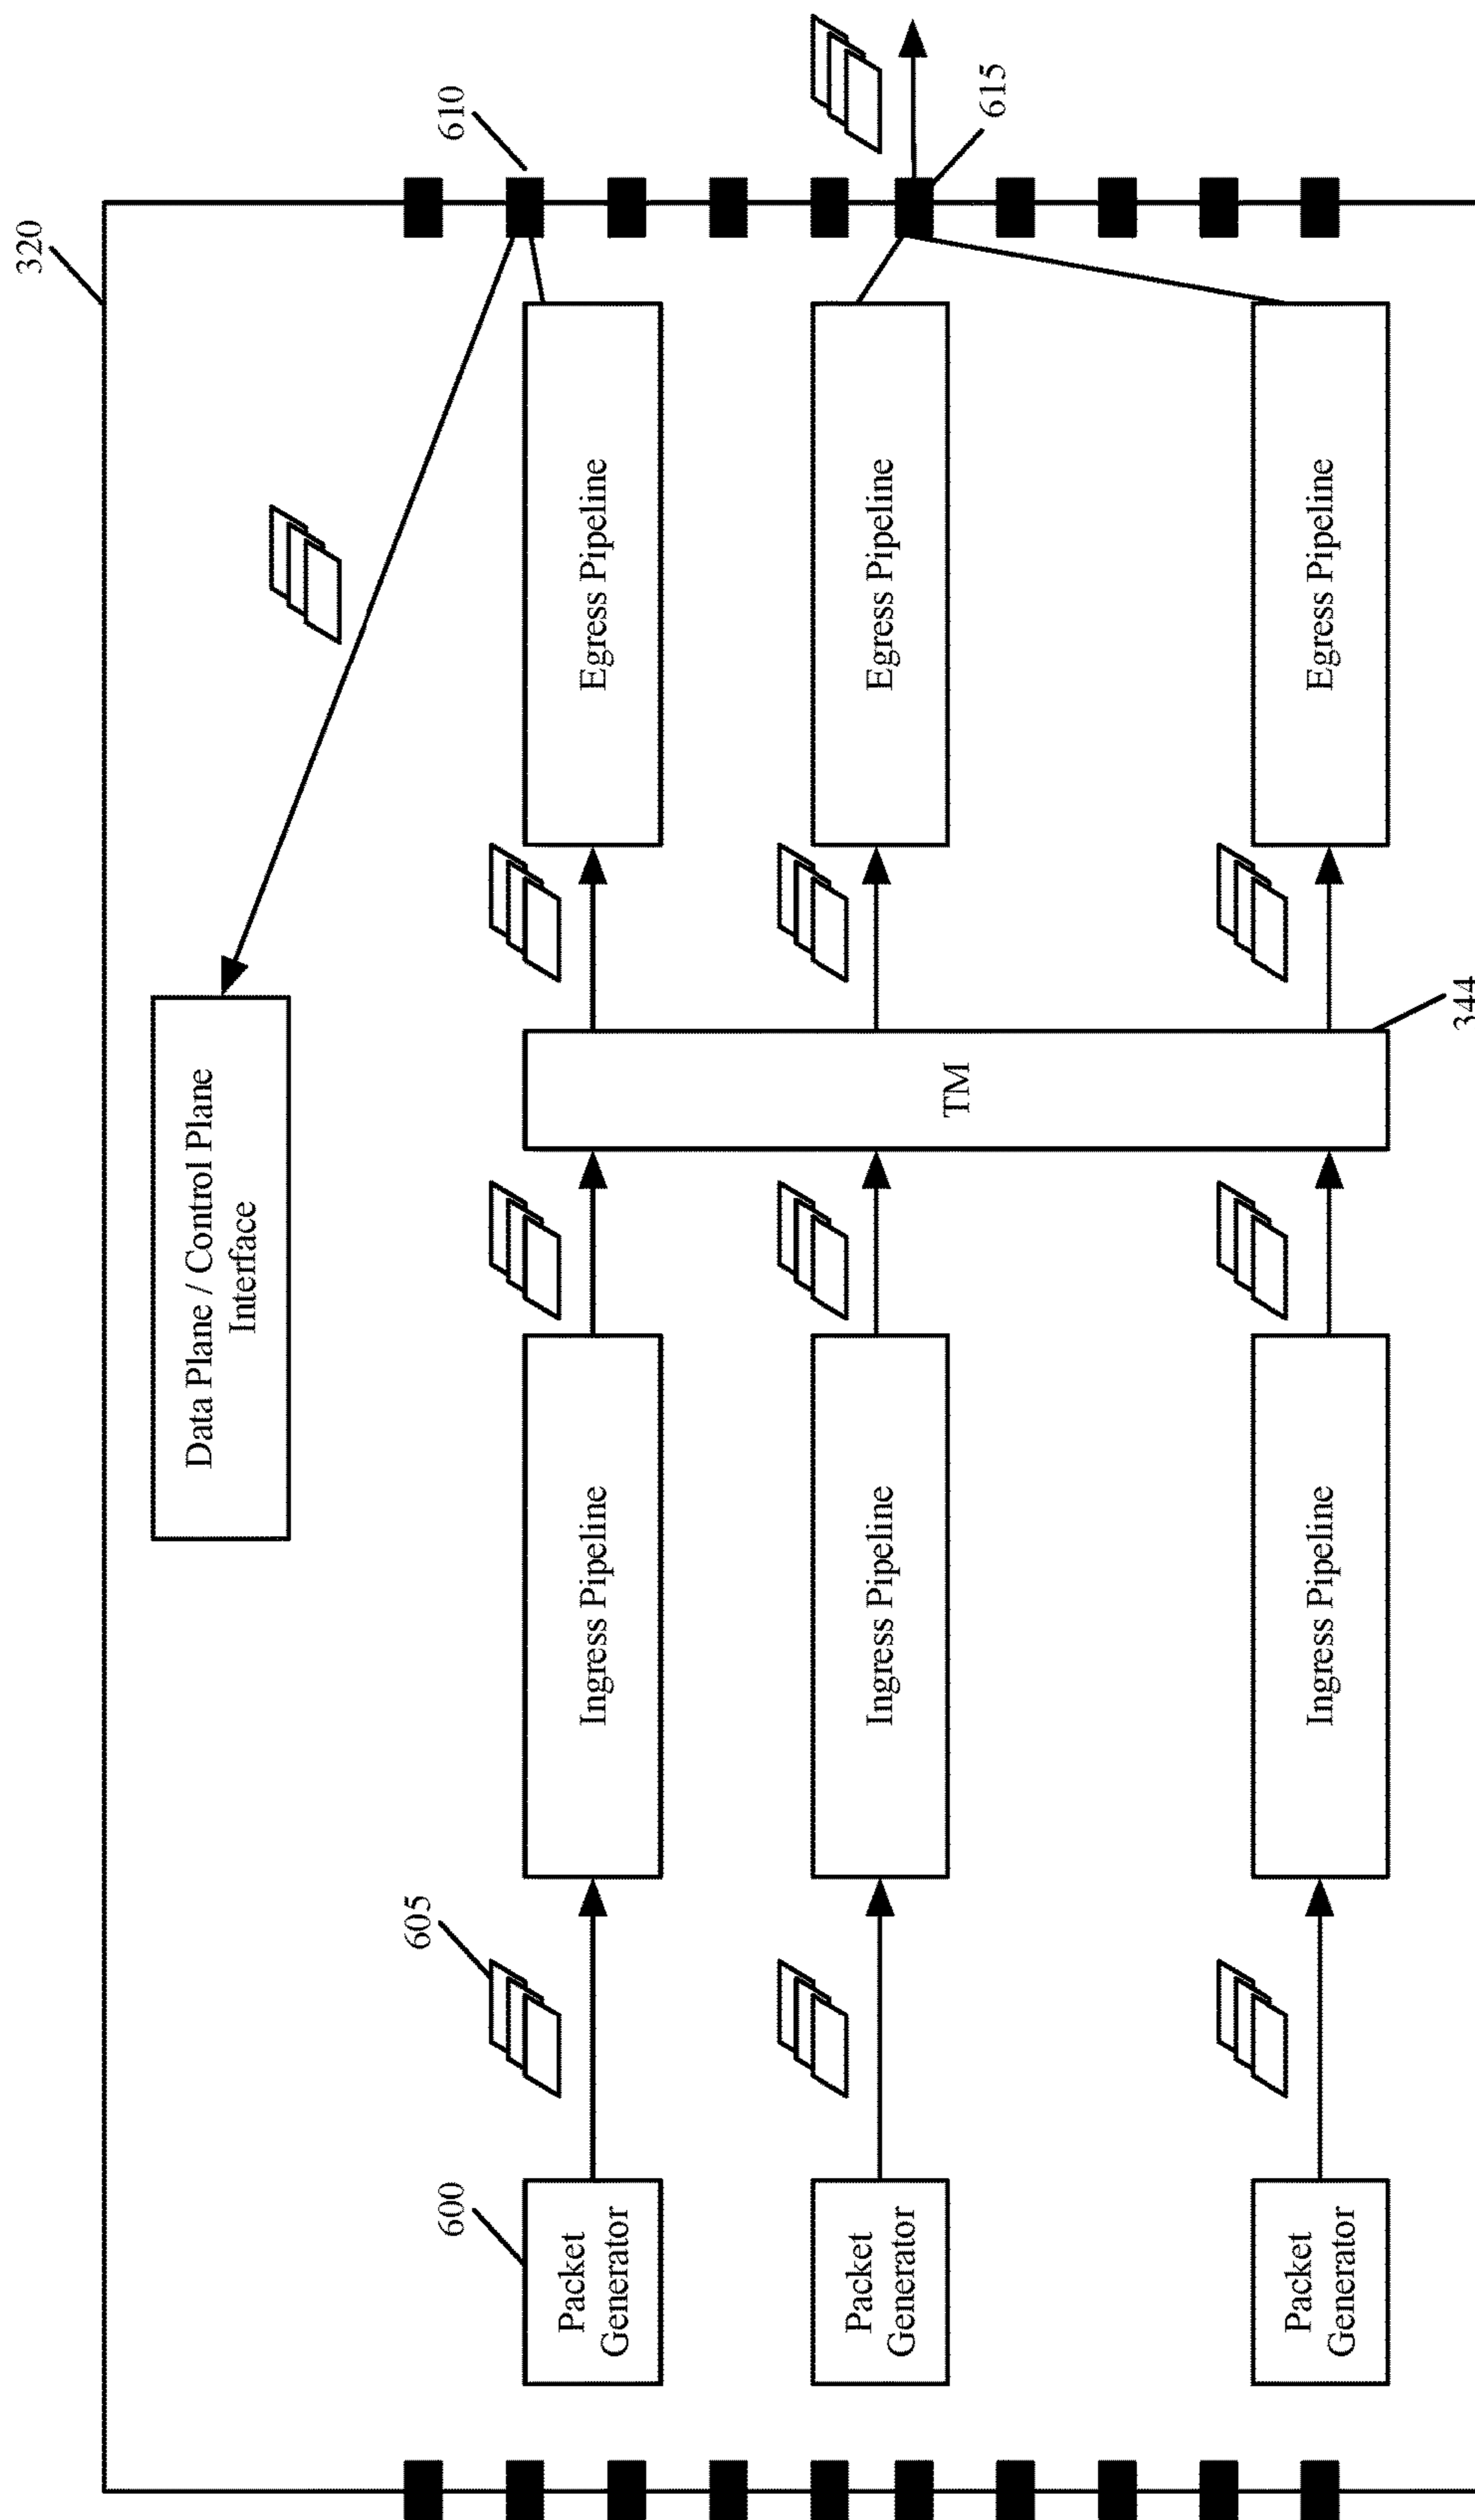 320
610
615
Data Plane / Control Plane
Interface
605
600
Packet
Generator
Ingress Pipeline
Egress Pipeline
TM
Packet
Generator
Ingress Pipeline
Egress Pipeline
Packet
Generator
Ingress Pipeline
Egress Pipeline
344